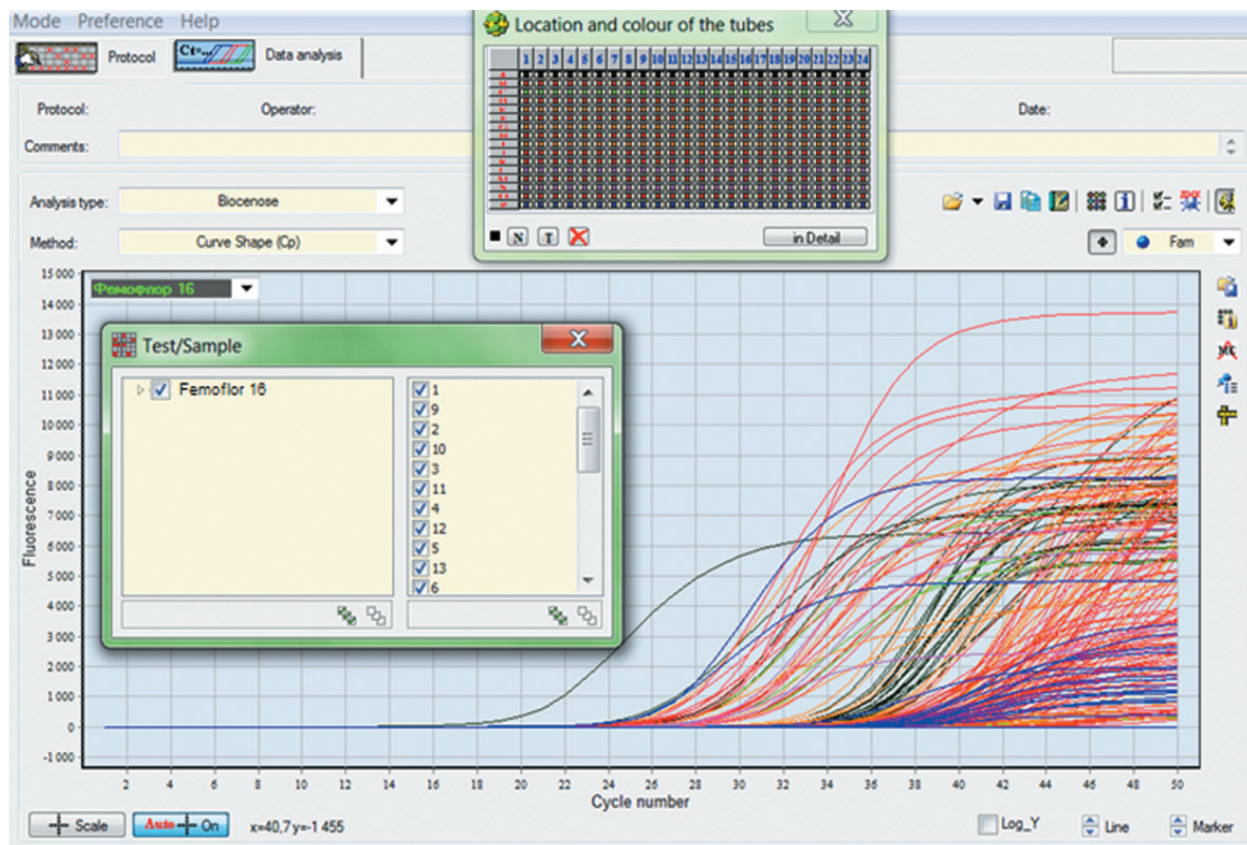 Mode Preference Help
Location and colour of the tubes
Protocol
Ct=...
Data analysis
1 2 3 4 5 6 7 8 9 10 11 12 13 14 15 16 17 18 19 20 21 22 23 24
Protocol:
Operator:
Date:
Comments:
Analysis type:
Biocenose
Method:
Curve Shape (Cp)
N T
in Detail
Fam
Фемофлор 16
Test/Sample
Femoflor 16
1
9
2
10
3
11
4
12
5
13
6
Fluorescence
15 000
14 000
13 000
12 000
11 000
10 000
9 000
8 000
7 000
6 000
5 000
4 000
3 000
2 000
1 000
0
-1 000
2 4 6 8 10 12 14 16 18 20 22 24 26 28 30 32 34 36 38 40 42 44 46 48 50
Cycle number
Scale
Auto On
x=40,7 y=-1 455
Log_Y
Line
Marker